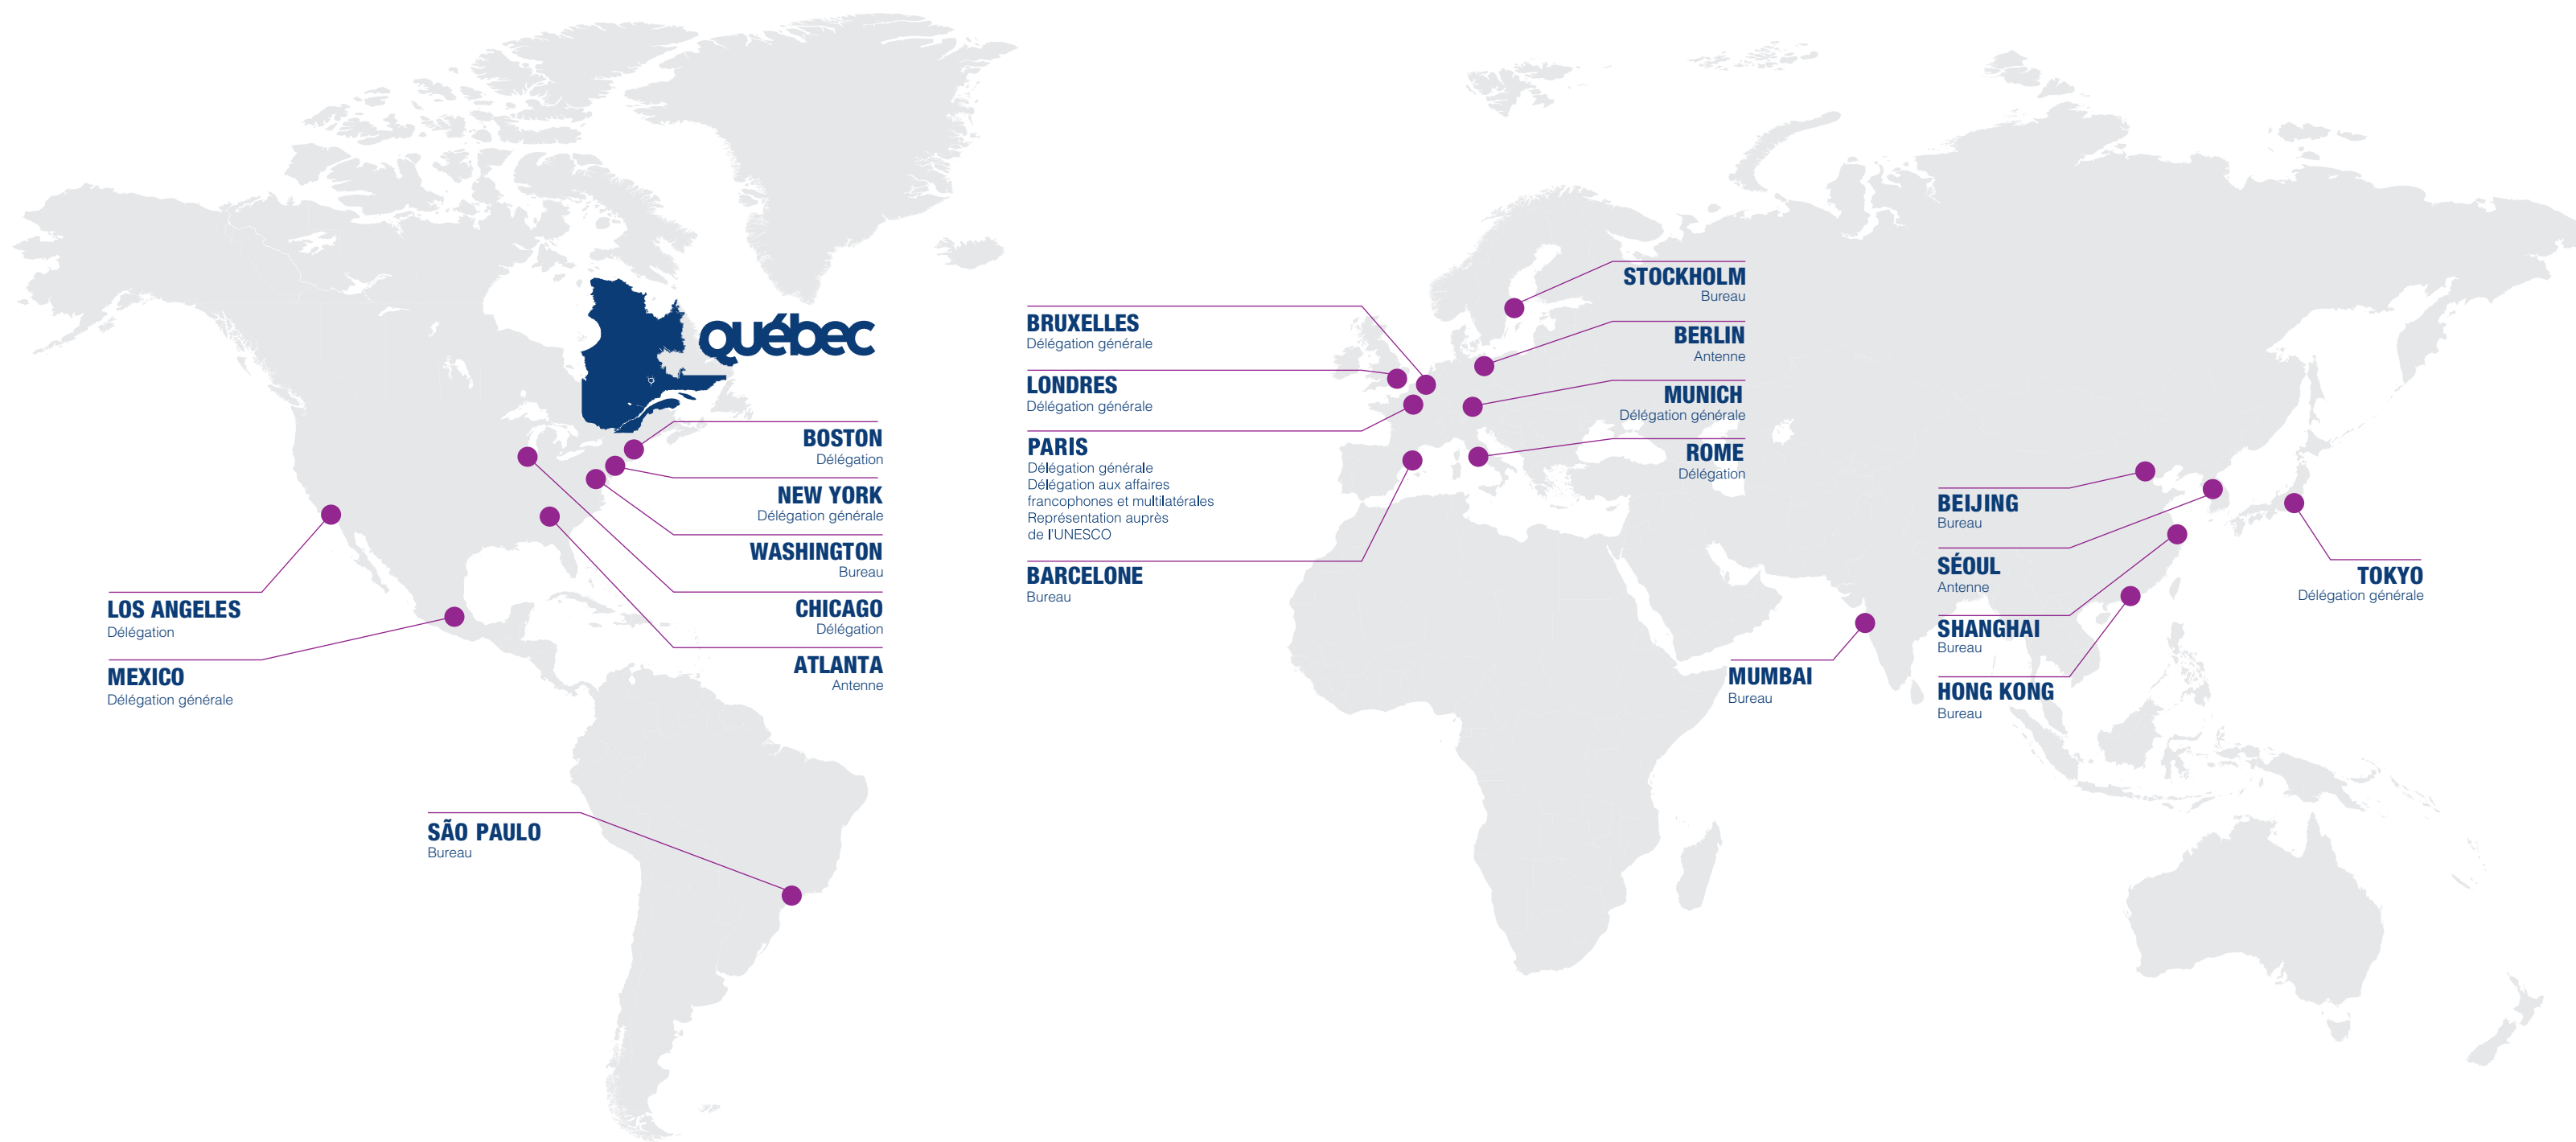 québec
BOSTON
Délégation
NEW YORK
Délégation générale
WASHINGTON
Bureau
CHICAGO
Délégation
ATLANTA
Antenne
LOS ANGELES
Délégation
MEXICO
Délégation générale
SÃO PAULO
Bureau
BRUXELLES
Délégation générale
LONDRES
Délégation générale
PARIS
Délégation générale
Délégation aux affaires
francophones et multilatérales
Représentation auprès
de l'UNESCO
BARCELONE
Bureau
STOCKHOLM
Bureau
BERLIN
Antenne
MUNICH
Délégation générale
ROME
Délégation
MUMBAI
Bureau
BEIJING
Bureau
SÉOUL
Antenne
SHANGHAI
Bureau
HONG KONG
Bureau
TOKYO
Délégation générale